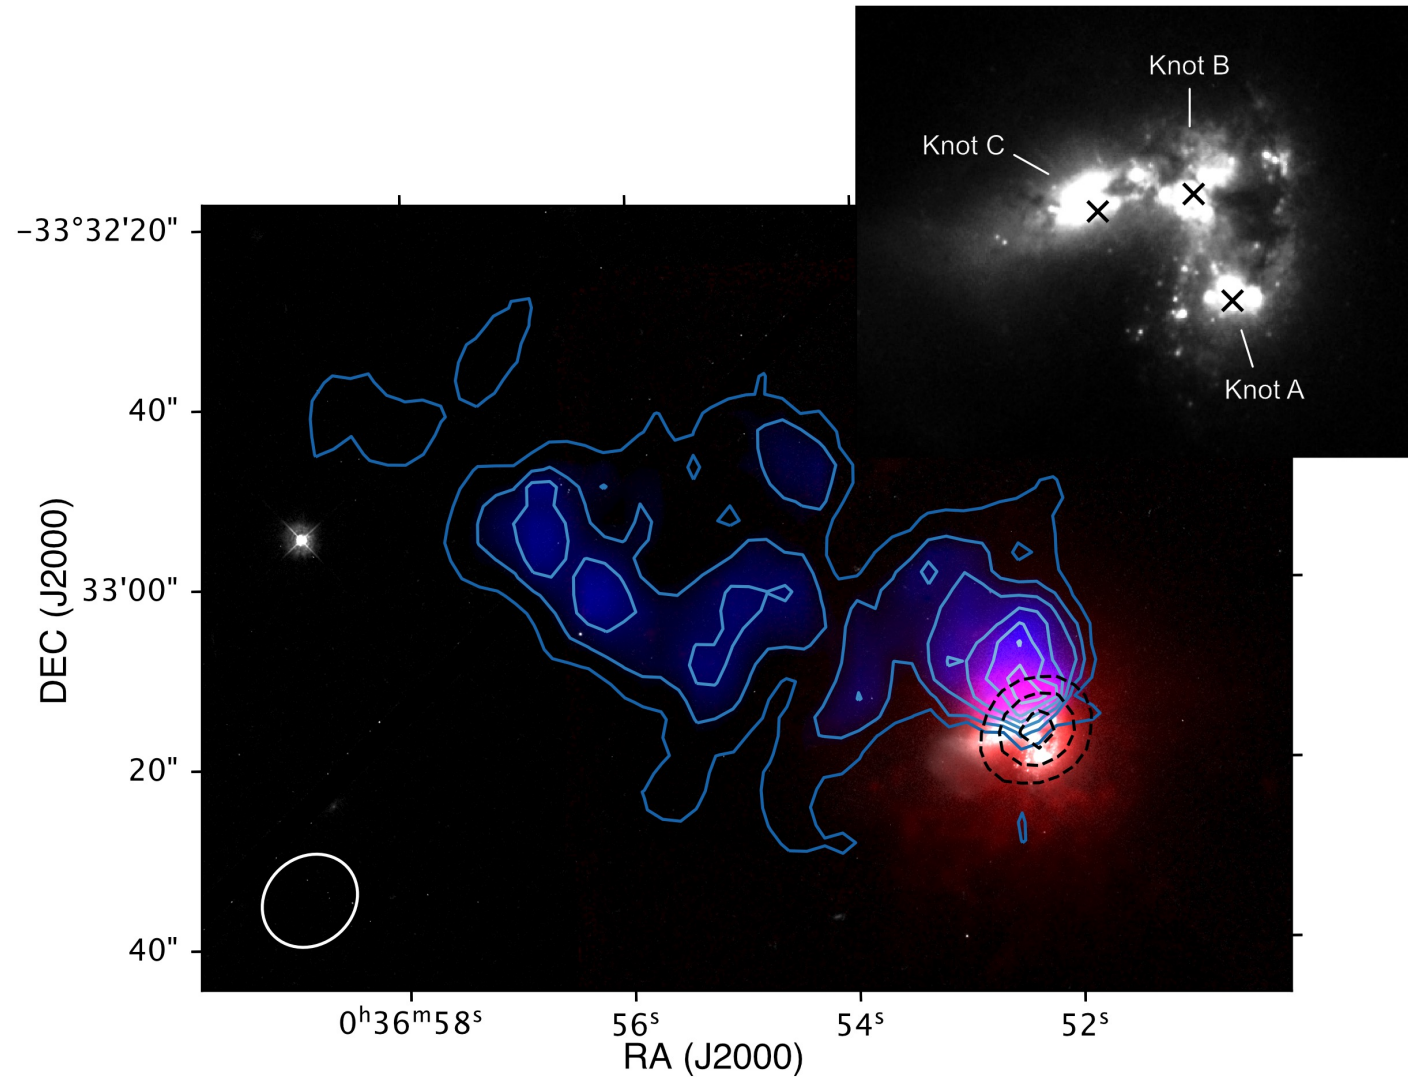 Knot B
Knot C
Knot A
−33°32'20"
40"
33'00"
20"
40"
DEC (J2000)
0ʰ36ᵐ58ˢ 56ˢ 54ˢ 52ˢ
RA (J2000)